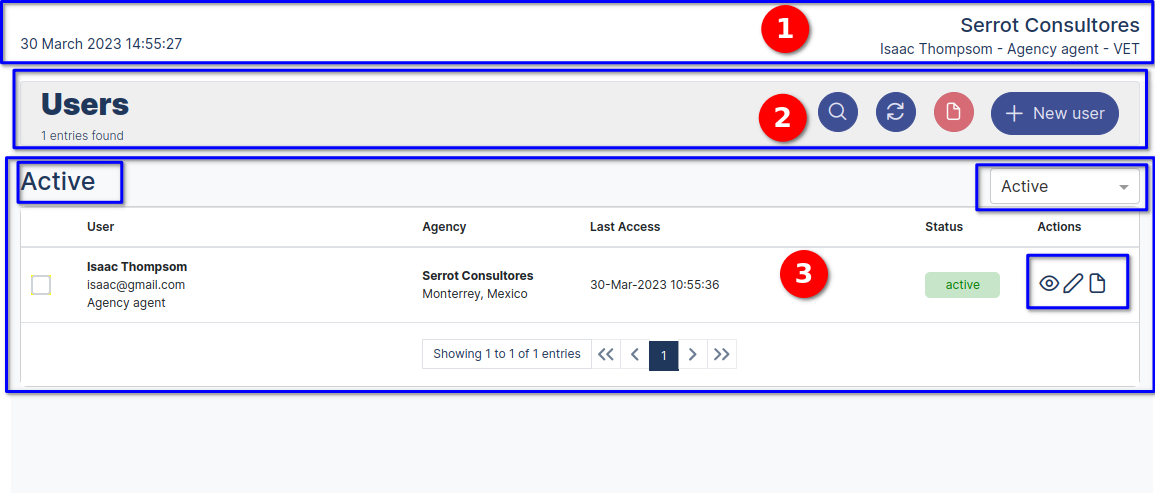 1
Serrot Consultores
30 March 2023 14:55:27
Isaac Thompsom - Agency agent - VET
Users
1 entries found
2
New user
Active
Active
User Agency Last Access Status Actions
Isaac Thompsom
isaac@gmail.com
Agency agent
Serrot Consultores
Monterrey, Mexico
30-Mar-2023 10:55:36
3
active
Showing 1 to 1 of 1 entries
1